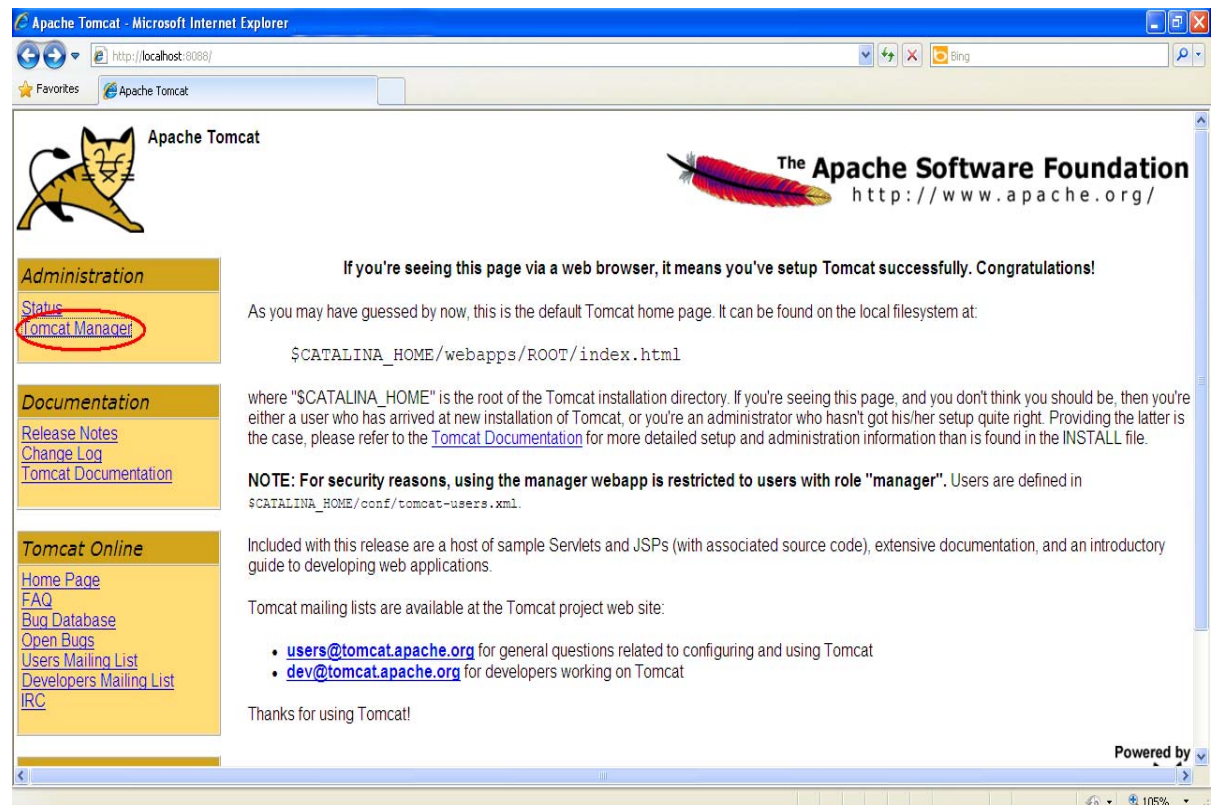 Apache Tomcat - Microsoft Internet Explorer
http://localhost:8088/
Bing
Favorites
Apache Tomcat
Apache Tomcat
The Apache Software Foundation
http://www.apache.org/
Administration
Status
Tomcat Manager
Documentation
Release Notes
Change Log
Tomcat Documentation
Tomcat Online
Home Page
FAQ
Bug Database
Open Bugs
Users Mailing List
Developers Mailing List
IRC
If you're seeing this page via a web browser, it means you've setup Tomcat successfully. Congratulations!
As you may have guessed by now, this is the default Tomcat home page. It can be found on the local filesystem at:
$CATALINA_HOME/webapps/ROOT/index.html
where "$CATALINA_HOME" is the root of the Tomcat installation directory. If you're seeing this page, and you don't think you should be, then you're
either a user who has arrived at new installation of Tomcat, or you're an administrator who hasn't got his/her setup quite right. Providing the latter is
the case, please refer to the Tomcat Documentation for more detailed setup and administration information than is found in the INSTALL file.
NOTE: For security reasons, using the manager webapp is restricted to users with role "manager". Users are defined in
$CATALINA_HOME/conf/tomcat-users.xml.
Included with this release are a host of sample Servlets and JSPs (with associated source code), extensive documentation, and an introductory
guide to developing web applications.
Tomcat mailing lists are available at the Tomcat project web site:
• users@tomcat.apache.org for general questions related to configuring and using Tomcat
• dev@tomcat.apache.org for developers working on Tomcat
Thanks for using Tomcat!
Powered by
105%